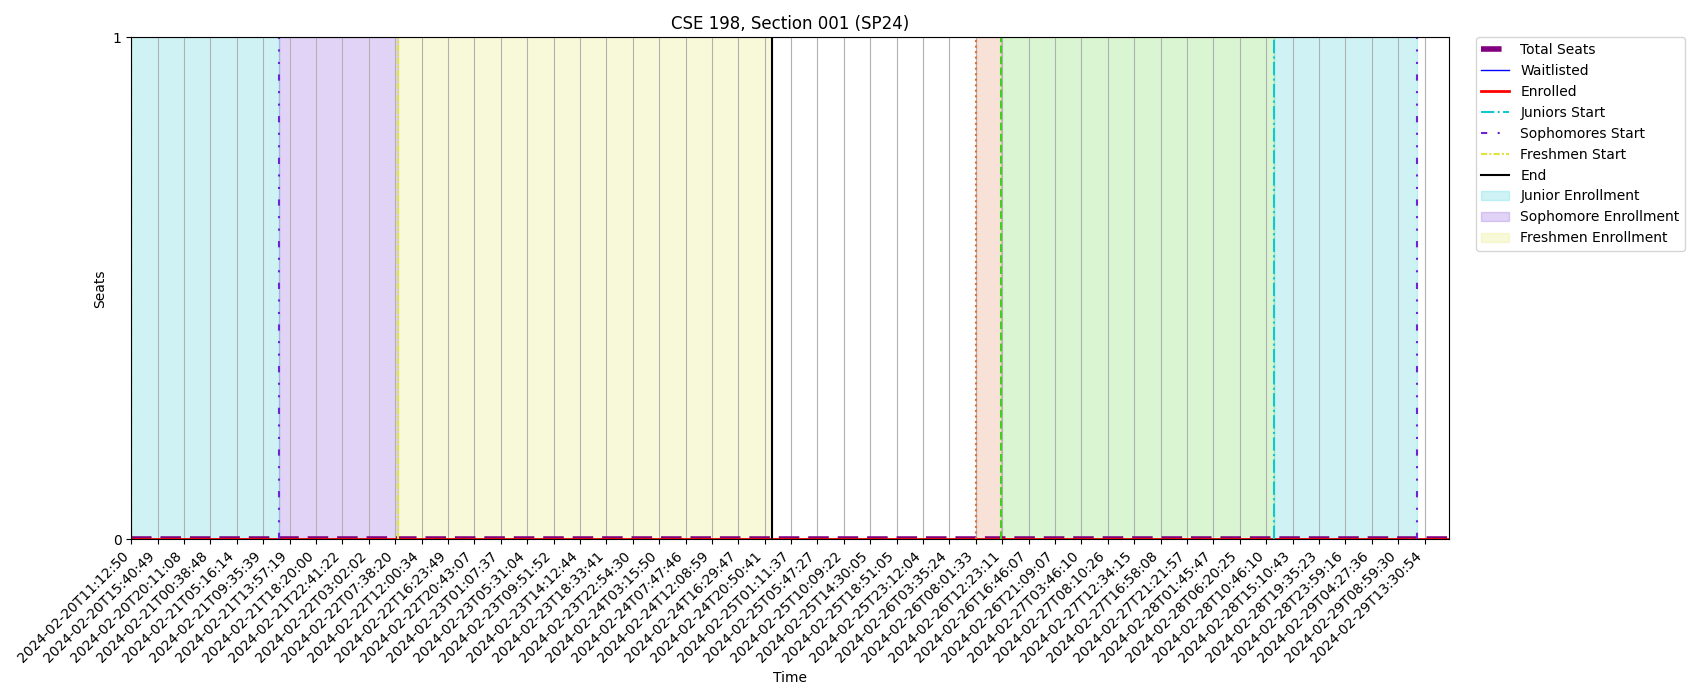 CSE 198, Section 001 (SP24)
1
0
Seats
2024-02-20T11:12:50
2024-02-20T15:40:49
2024-02-20T20:11:08
2024-02-21T00:38:48
2024-02-21T05:16:14
2024-02-21T09:35:39
2024-02-21T13:57:19
2024-02-21T18:20:00
2024-02-21T22:41:22
2024-02-22T03:02:02
2024-02-22T07:38:20
2024-02-22T12:00:34
2024-02-22T16:23:49
2024-02-22T20:43:07
2024-02-23T01:07:37
2024-02-23T05:31:04
2024-02-23T09:51:52
2024-02-23T14:12:44
2024-02-23T18:33:41
2024-02-23T22:54:30
2024-02-24T03:15:50
2024-02-24T07:47:46
2024-02-24T12:08:59
2024-02-24T16:29:47
2024-02-24T20:50:41
2024-02-25T01:11:37
2024-02-25T05:47:27
2024-02-25T10:09:22
2024-02-25T14:30:05
2024-02-25T18:51:05
2024-02-25T23:12:04
2024-02-26T03:35:24
2024-02-26T08:01:33
2024-02-26T12:23:11
2024-02-26T16:46:07
2024-02-26T21:09:07
2024-02-27T03:46:10
2024-02-27T08:10:26
2024-02-27T12:34:15
2024-02-27T16:58:08
2024-02-27T21:21:57
2024-02-28T01:45:47
2024-02-28T06:20:25
2024-02-28T10:46:10
2024-02-28T15:10:43
2024-02-28T19:35:23
2024-02-28T23:59:16
2024-02-29T04:27:36
2024-02-29T08:59:30
2024-02-29T13:30:54
Time
Total Seats
Waitlisted
Enrolled
Juniors Start
Sophomores Start
Freshmen Start
End
Junior Enrollment
Sophomore Enrollment
Freshmen Enrollment